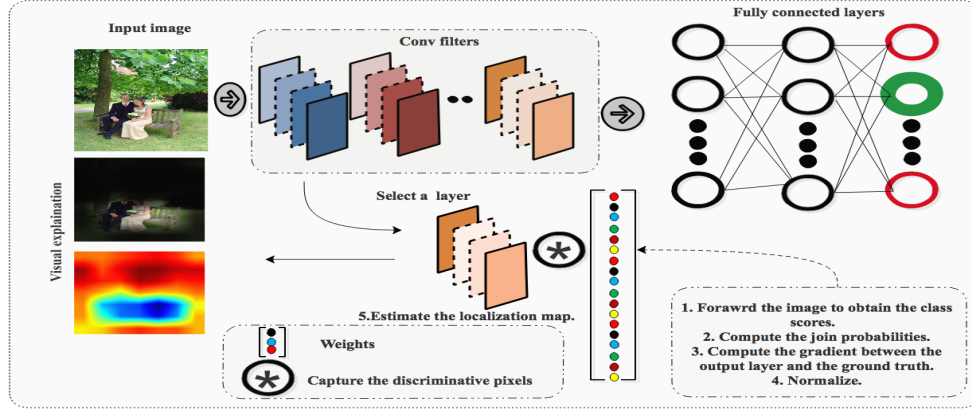 Input image
Conv filters
Fully connected layers
Visual explaination
Select a layer
5.Estimate the localization map.
Weights
Capture the discriminative pixels
1. Forawrd the image to obtain the class
scores.
2. Compute the join probabilities.
3. Compute the gradient between the
output layer and the ground truth.
4. Normalize.